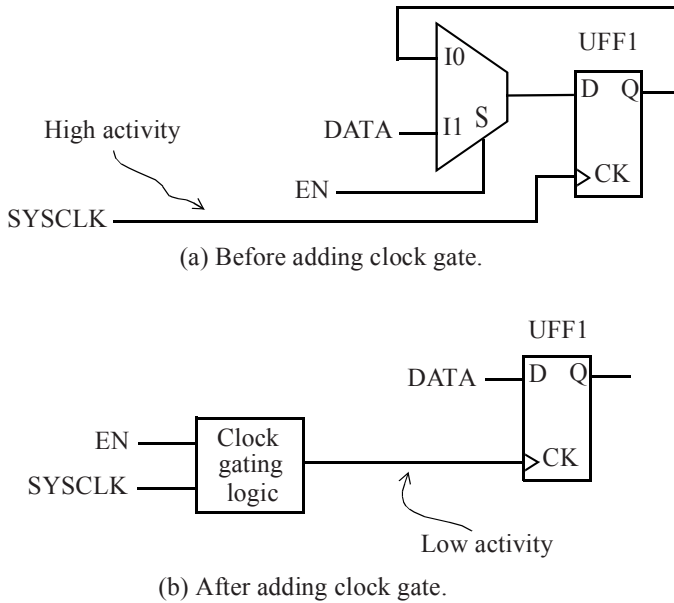 UFF1
I0
D Q
High activity
DATA
I1
S
EN
CK
SYSCLK
(a) Before adding clock gate.
UFF1
DATA
D Q
EN
Clock
gating
logic
CK
SYSCLK
Low activity
(b) After adding clock gate.